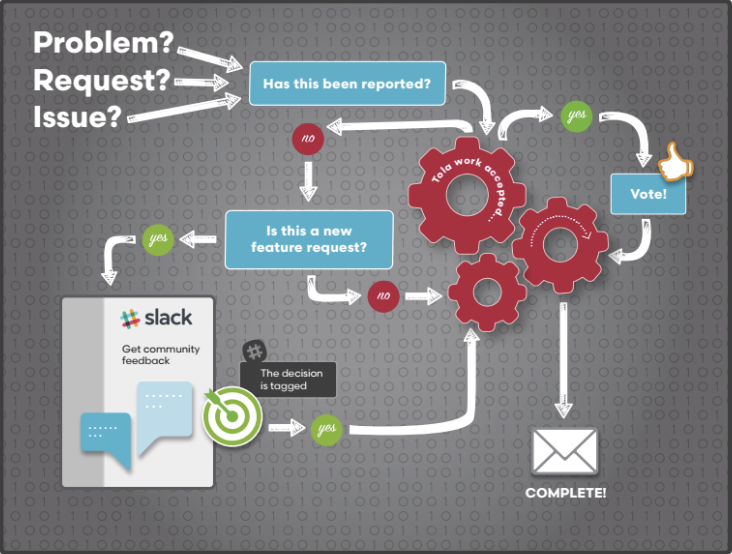 Problem?
Request?
Issue?
Has this been reported?
yes
no
Tola work accepted...
Vote!
Is this a new
feature request?
yes
no
slack
Get community
feedback
The decision
is tagged
yes
COMPLETE!